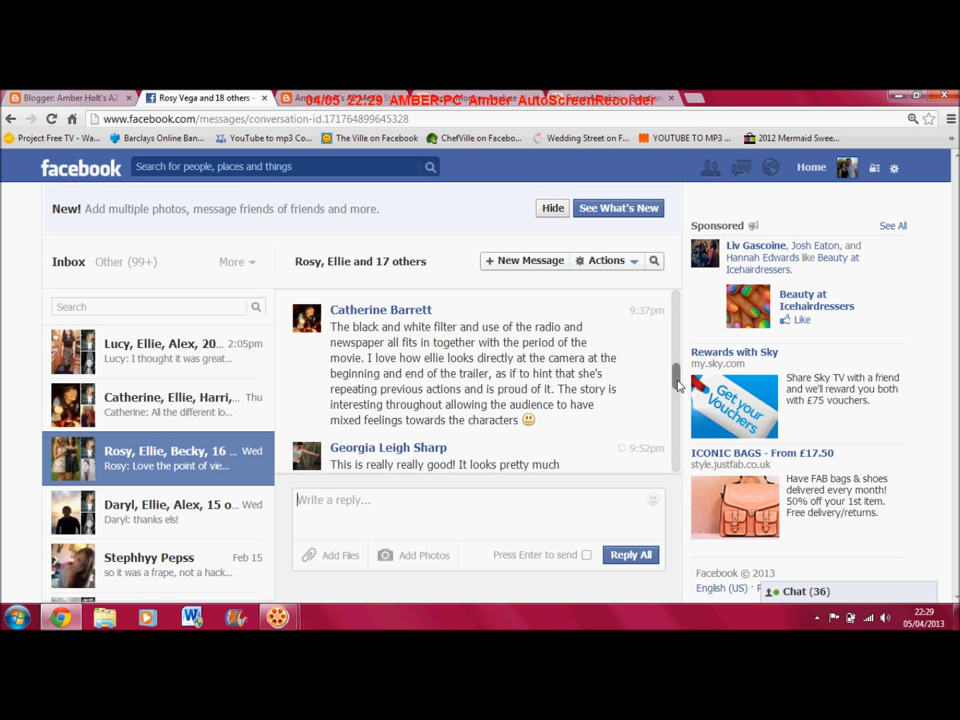 Blogger: Amber Holt's A2
Rosy Vega and 18 others -
04/05 22:29 AMBER-PC Amber AutoScreenRecorder
www.facebook.com/messages/conversation-id.171764899645328
Project Free TV - Wa...
Barclays Online Ban...
YouTube to mp3 Co...
The Ville on Facebook
ChefVille on Facebo...
Wedding Street on F...
YOUTUBE TO MP3 ...
2012 Mermaid Swee...
facebook
Search for people, places and things
Home
New! Add multiple photos, message friends of friends and more.
Hide
See What's New
Inbox
Other (99+)
More
Rosy, Ellie and 17 others
+ New Message
Actions
Search
Lucy, Ellie, Alex, 20... 2:05pm
Lucy: I thought it was great...
Catherine, Ellie, Harri,... Thu
Catherine: All the different lo...
Rosy, Ellie, Becky, 16 ... Wed
Rosy: Love the point of vie...
Daryl, Ellie, Alex, 15 o... Wed
Daryl: thanks els!
Stephhyy Pepss Feb 15
so it was a frape, not a hack...
Catherine Barrett 9:37pm
The black and white filter and use of the radio and
newspaper all fits in together with the period of the
movie. I love how ellie looks directly at the camera at the
beginning and end of the trailer, as if to hint that she's
repeating previous actions and is proud of it. The story is
interesting throughout allowing the audience to have
mixed feelings towards the characters
Georgia Leigh Sharp 9:52pm
This is really really good! It looks pretty much
Write a reply...
Add Files
Add Photos
Press Enter to send
Reply All
Sponsored
See All
Liv Gascoine, Josh Eaton, and
Hannah Edwards like Beauty at
Icehairdressers.
Beauty at
Icehairdressers
Like
Rewards with Sky
my.sky.com
Get your
Vouchers
Share Sky TV with a friend
and we'll reward you both
with £75 vouchers.
ICONIC BAGS - From £17.50
style.justfab.co.uk
Have FAB bags & shoes
delivered every month!
50% off your 1st item.
Free delivery/returns.
Facebook © 2013
English (US) ·
Chat (36)
22:29
05/04/2013